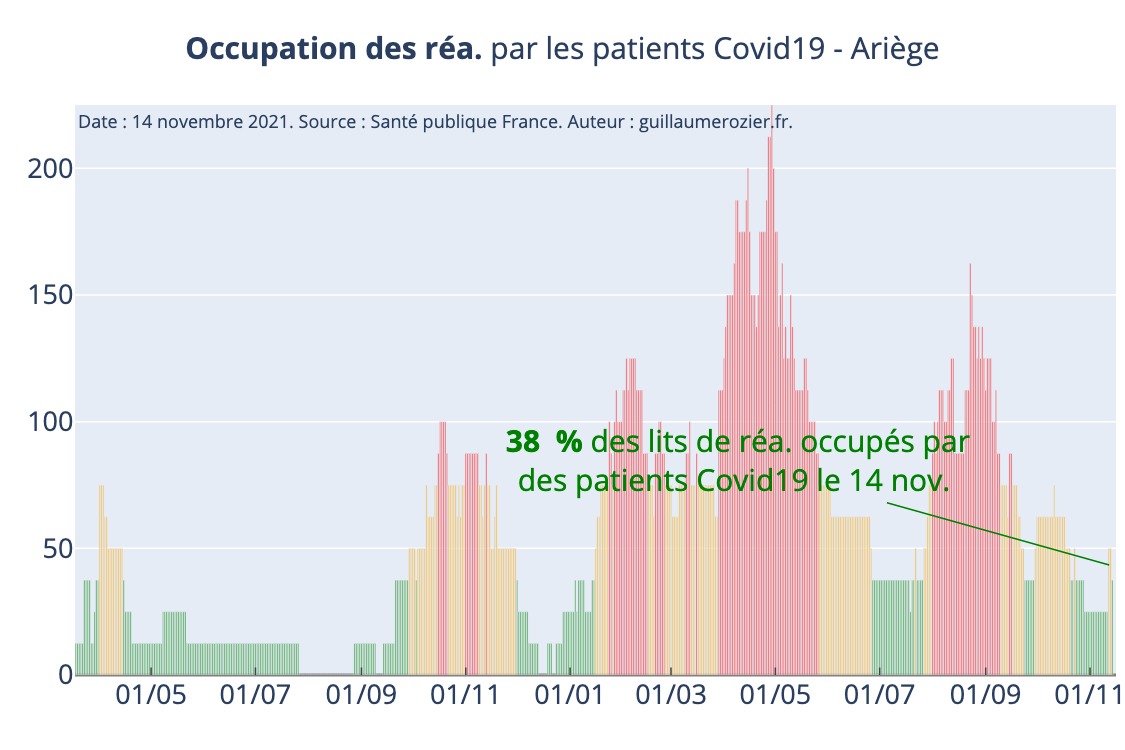 Occupation des réa. par les patients Covid19 - Ariège
Date : 14 novembre 2021. Source : Santé publique France. Auteur : guillaumerozier.fr.
200
150
100
38 % des lits de réa. occupés par
des patients Covid19 le 14 nov.
50
0
01/05 01/07 01/09 01/11 01/01 01/03 01/05 01/07 01/09 01/11